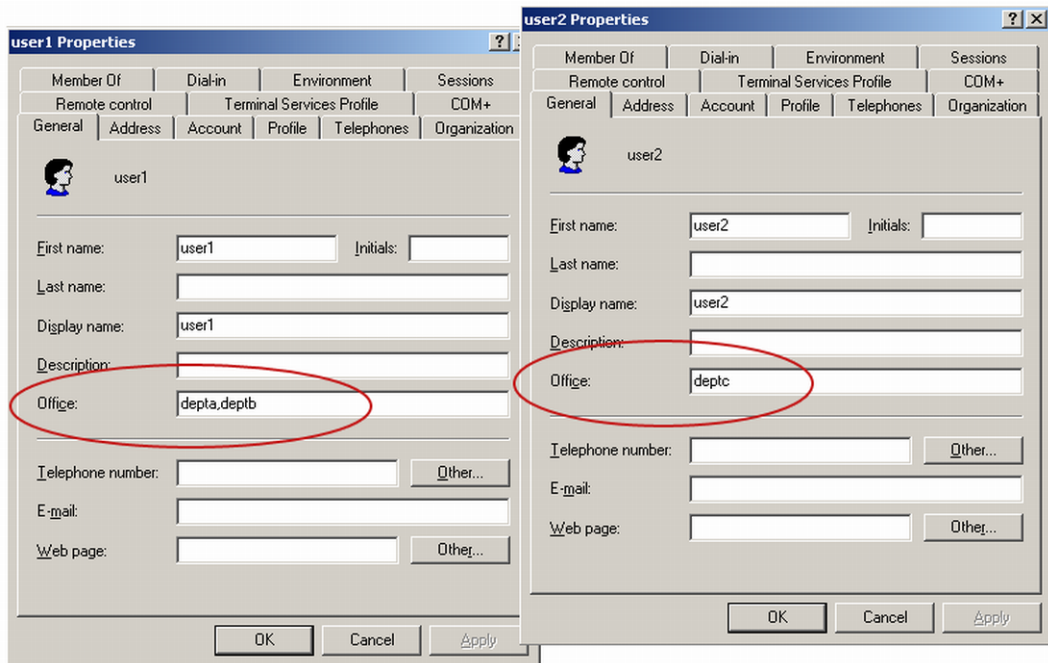 user1 Properties
?
Member Of
Dial-in
Environment
Sessions
Remote control
Terminal Services Profile
COM+
General
Address
Account
Profile
Telephones
Organization
user1
First name:
user1
Initials:
Last name:
Display name:
user1
Description:
Office:
depta,deptb
Telephone number:
Other...
E-mail:
Web page:
Other...
OK
Cancel
Apply
user2 Properties
?
Member Of
Dial-in
Environment
Sessions
Remote control
Terminal Services Profile
COM+
General
Address
Account
Profile
Telephones
Organization
user2
First name:
user2
Initials:
Last name:
Display name:
user2
Description:
Office:
deptc
Telephone number:
Other...
E-mail:
Web page:
Other...
OK
Cancel
Apply